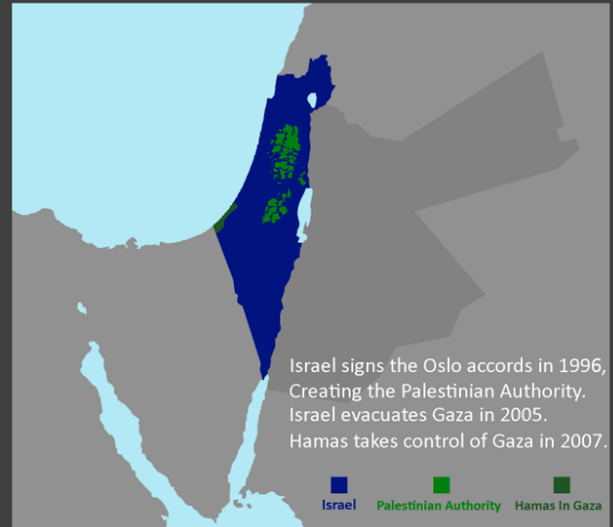 Israel signs the Oslo accords in 1996,
Creating the Palestinian Authority.
Israel evacuates Gaza in 2005.
Hamas takes control of Gaza in 2007.
Israel
Palestinian Authority
Hamas In Gaza